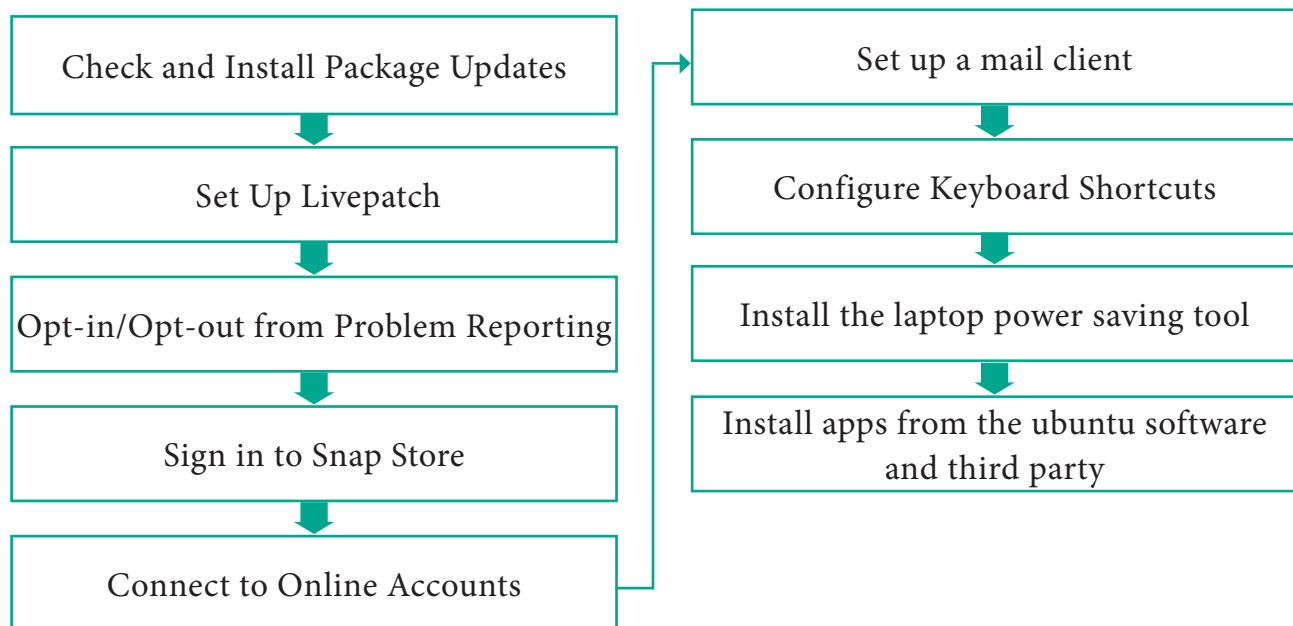 Check and Install Package Updates
Set Up Livepatch
Opt-in/Opt-out from Problem Reporting
Sign in to Snap Store
Connect to Online Accounts
Set up a mail client
Configure Keyboard Shortcuts
Install the laptop power saving tool
Install apps from the ubuntu software
and third party